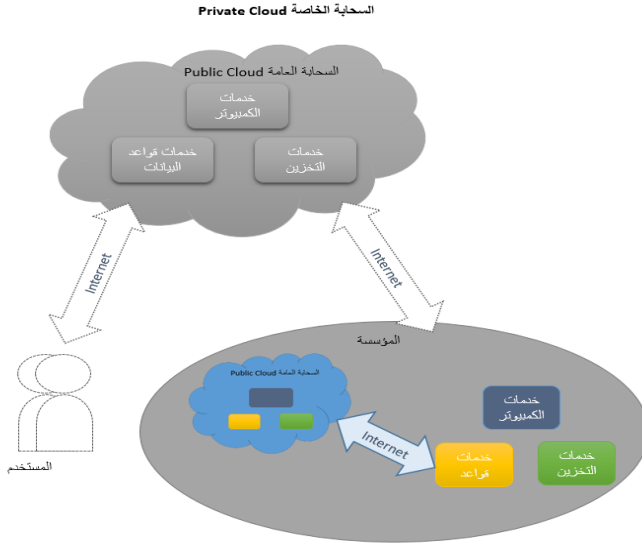 السحابة الخاصة Private Cloud
السحابة العامة Public Cloud
خدمات
الكمبيوتر
خدمات قواعد
البيانات
خدمات
التخزين
Internet
Internet
المؤسسة
السحابة العامة Public Cloud
خدمات
الكمبيوتر
Internet
خدمات
قواعد
خدمات
التخزين
المستخدم